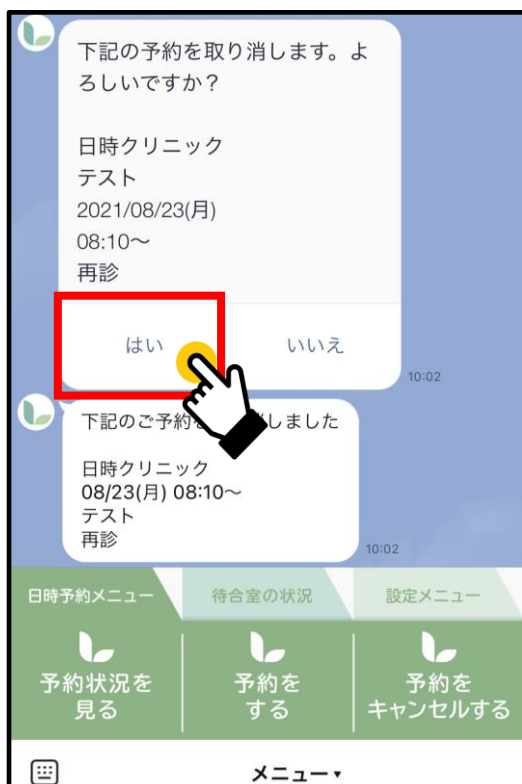 下記の予約を取り消します。よ
ろしいですか？
日時クリニック
テスト
2021/08/23(月)
08:10～
再診
はい
いいえ
10:02
下記のご予約を しました
日時クリニック
08/23(月) 08:10～
テスト
再診
10:02
日時予約メニュー
待合室の状況
設定メニュー
予約状況を
見る
予約を
する
予約を
キャンセルする
メニュー▼